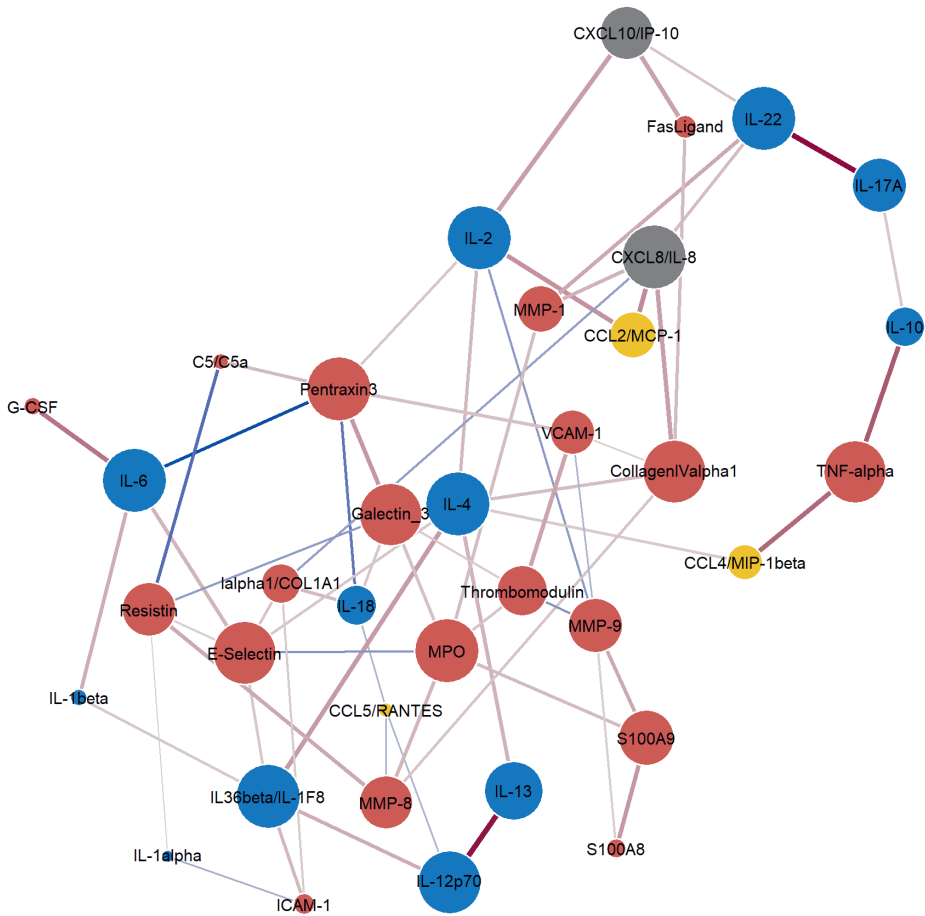 CXCL10/IP-10
IL-22
FasLigand
IL-17A
IL-2
CXCL8/IL-8
MMP-1
IL-10
CCL2/MCP-1
C5/C5a
Pentraxin3
G-CSF
VCAM-1
CollagenIValpha1
TNF-alpha
IL-6
IL-4
Galectin_3
CCL4/MIP-1beta
Ialpha1/COL1A1
Thrombomodulin
IL-18
Resistin
MMP-9
E-Selectin
MPO
IL-1beta
CCL5/RANTES
S100A9
IL-13
IL36beta/IL-1F8
MMP-8
S100A8
IL-1alpha
IL-12p70
ICAM-1